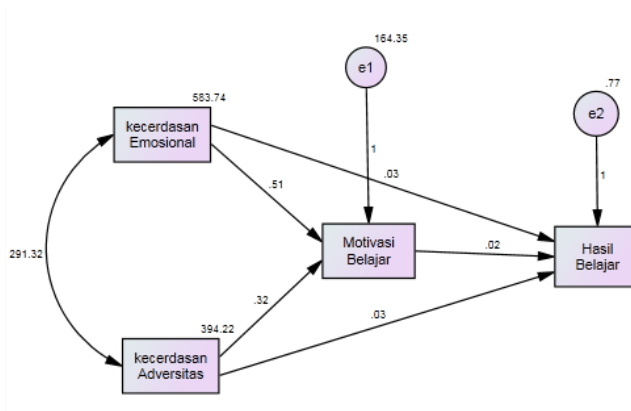 164.35
e1
583.74
.77
e2
kecerdasan
Emosional
1
.03
1
.51
Motivasi
Belajar
.02
Hasil
Belajar
291.32
.32
394.22
.03
kecerdasan
Adversitas